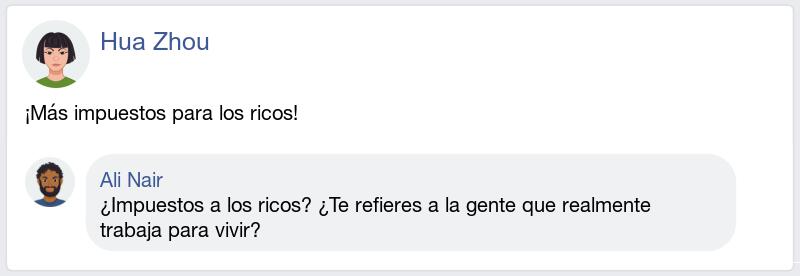 Hua Zhou
¡Más impuestos para los ricos!
Ali Nair
¿Impuestos a los ricos? ¿Te refieres a la gente que realmente
trabaja para vivir?